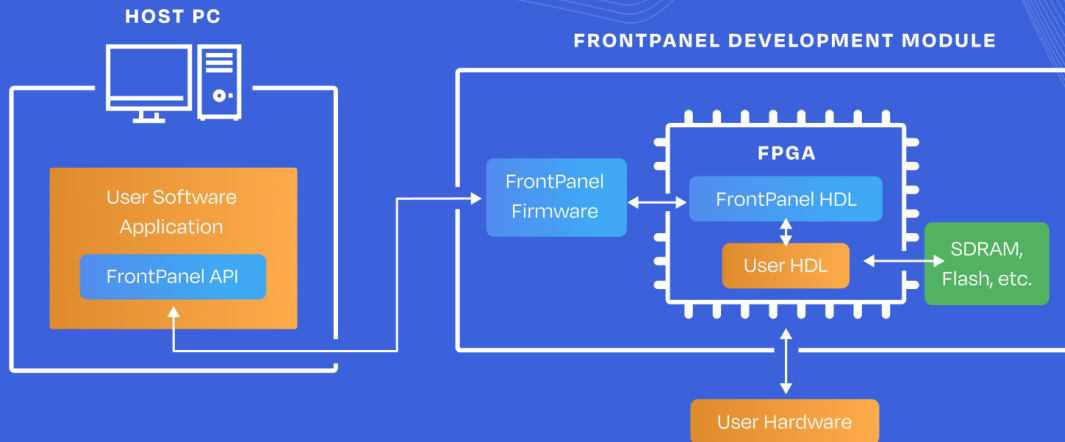 HOST PC
User Software
Application
FrontPanel API
FRONTPANEL DEVELOPMENT MODULE
FrontPanel
Firmware
FPGA
FrontPanel HDL
User HDL
SDRAM,
Flash, etc.
User Hardware